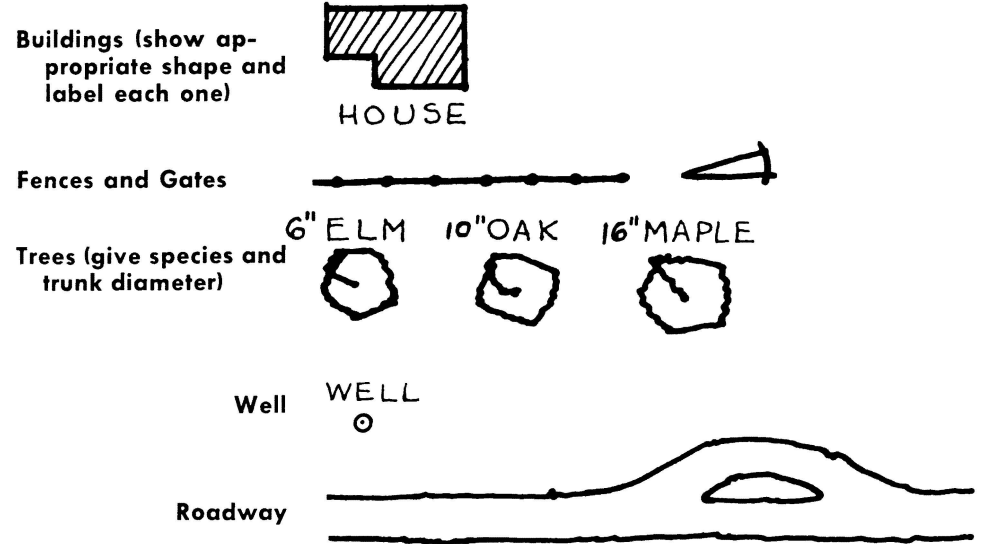 Buildings (show ap-
propriate shape and
label each one)
HOUSE
Fences and Gates
6" ELM 10" OAK 16" MAPLE
Trees (give species and
trunk diameter)
WELL
Well
Roadway